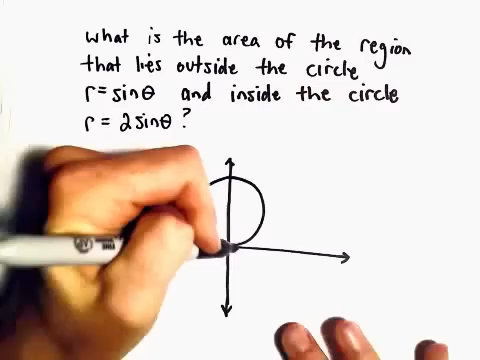 what is the area of the region
that lies outside the circle
r = sinθ and inside the circle
r = 2sinθ ?